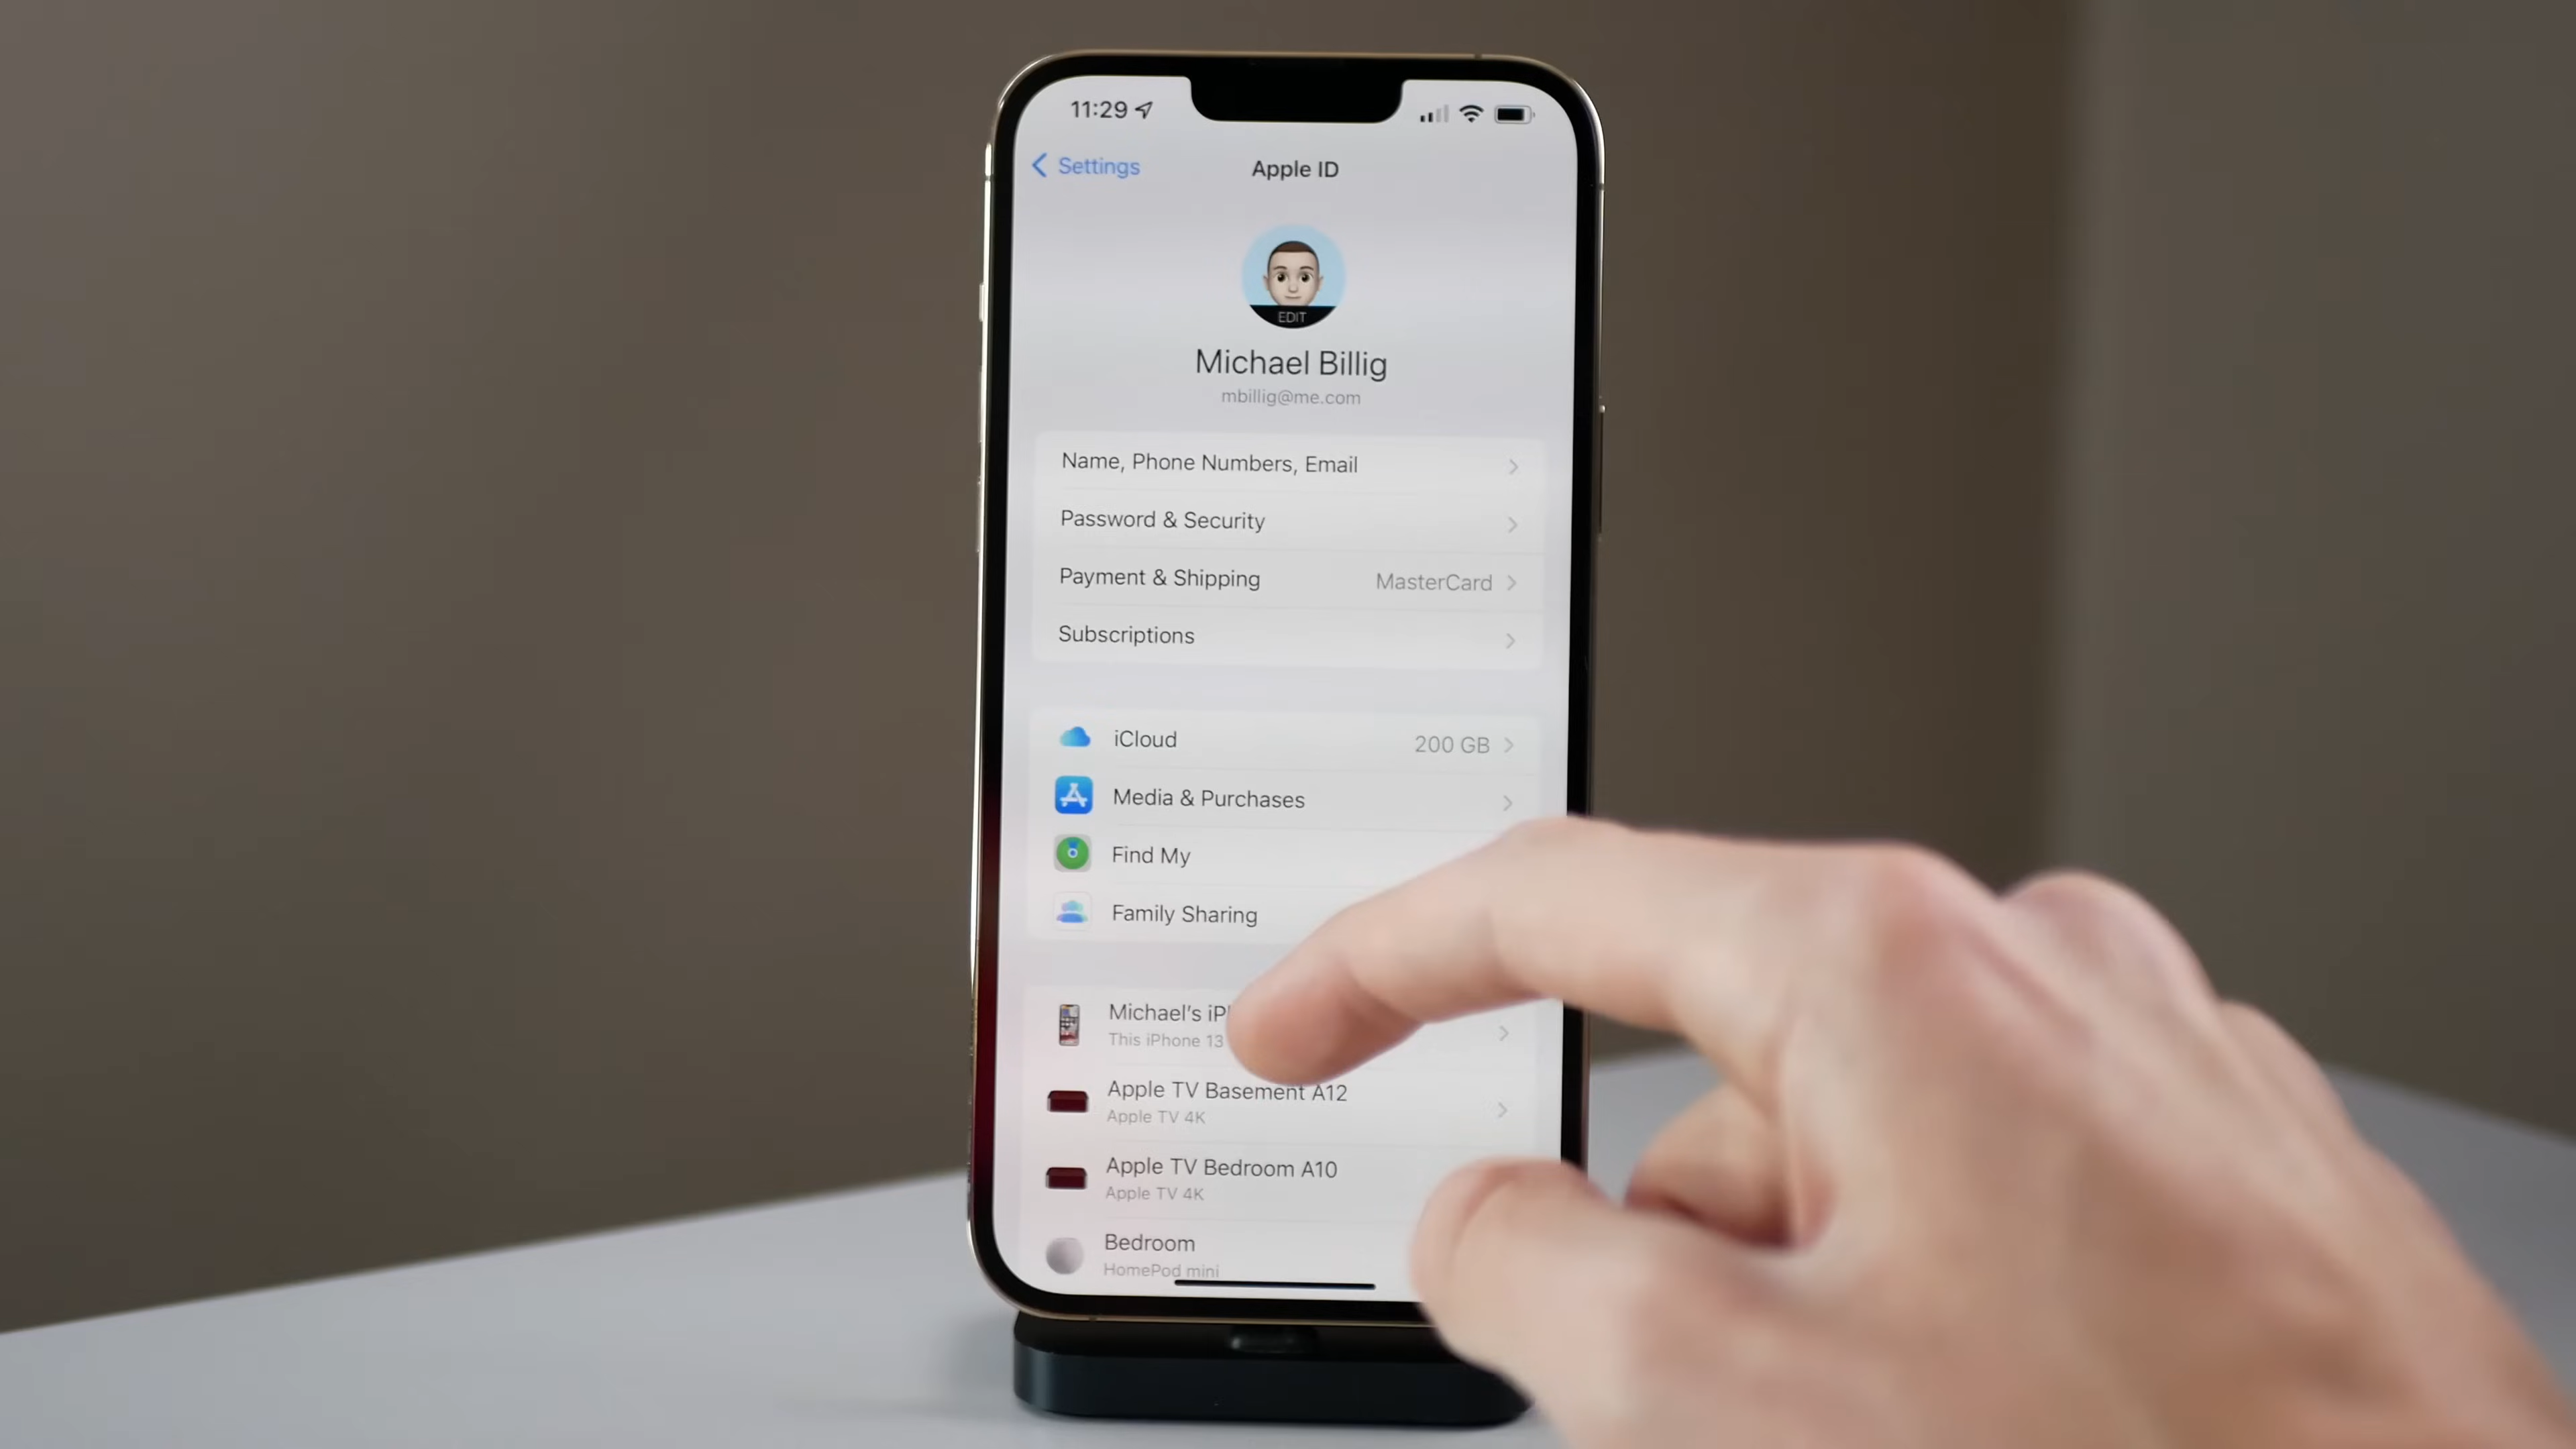 11:29
Settings
Apple ID
EDIT
Michael Billig
mbillig@me.com
Name, Phone Numbers, Email
Password & Security
Payment & Shipping MasterCard
Subscriptions
iCloud 200 GB
Media & Purchases
Find My
Family Sharing
Michael's
This iPhone 13
Apple TV Basement A12
Apple TV 4K
Apple TV Bedroom A10
Apple TV 4K
Bedroom
HomePod mini